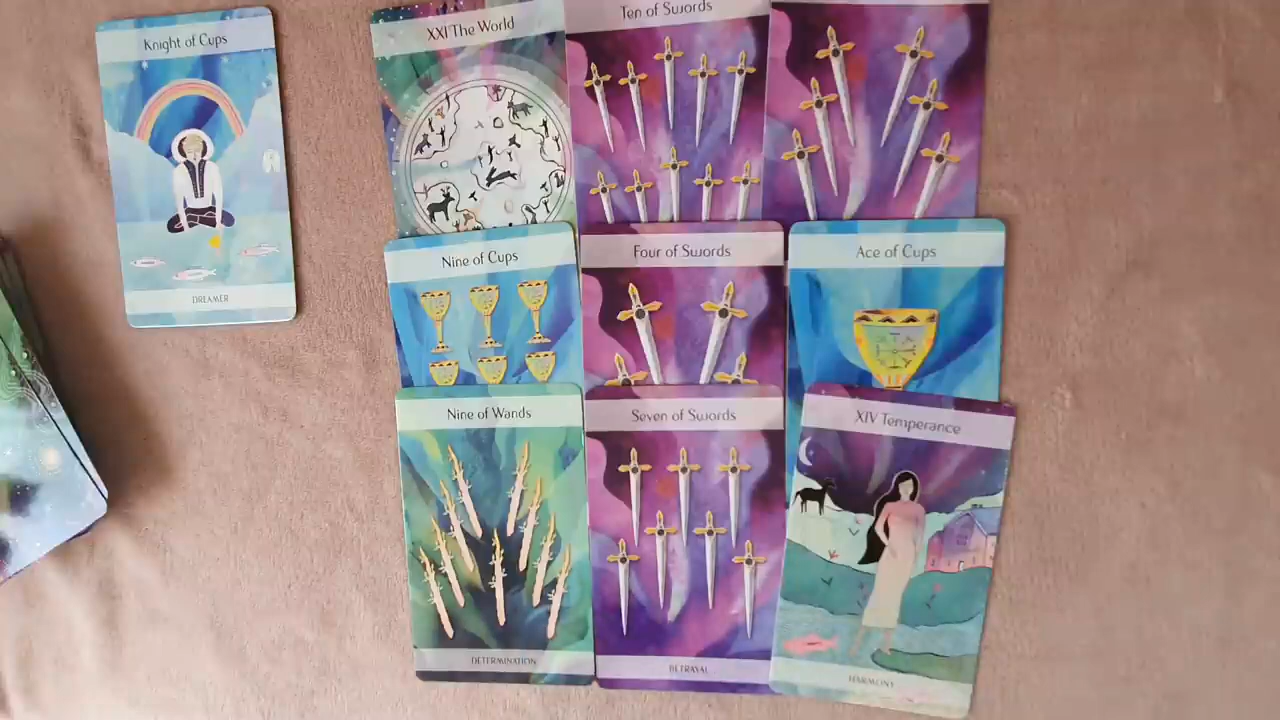 Knight of Cups
DREAMER
XXI The World
Ten of Swords
Nine of Cups
Four of Swords
Ace of Cups
Nine of Wands
DETERMINATION
Seven of Swords
BETRAYAL
XIV Temperance
HARMONY